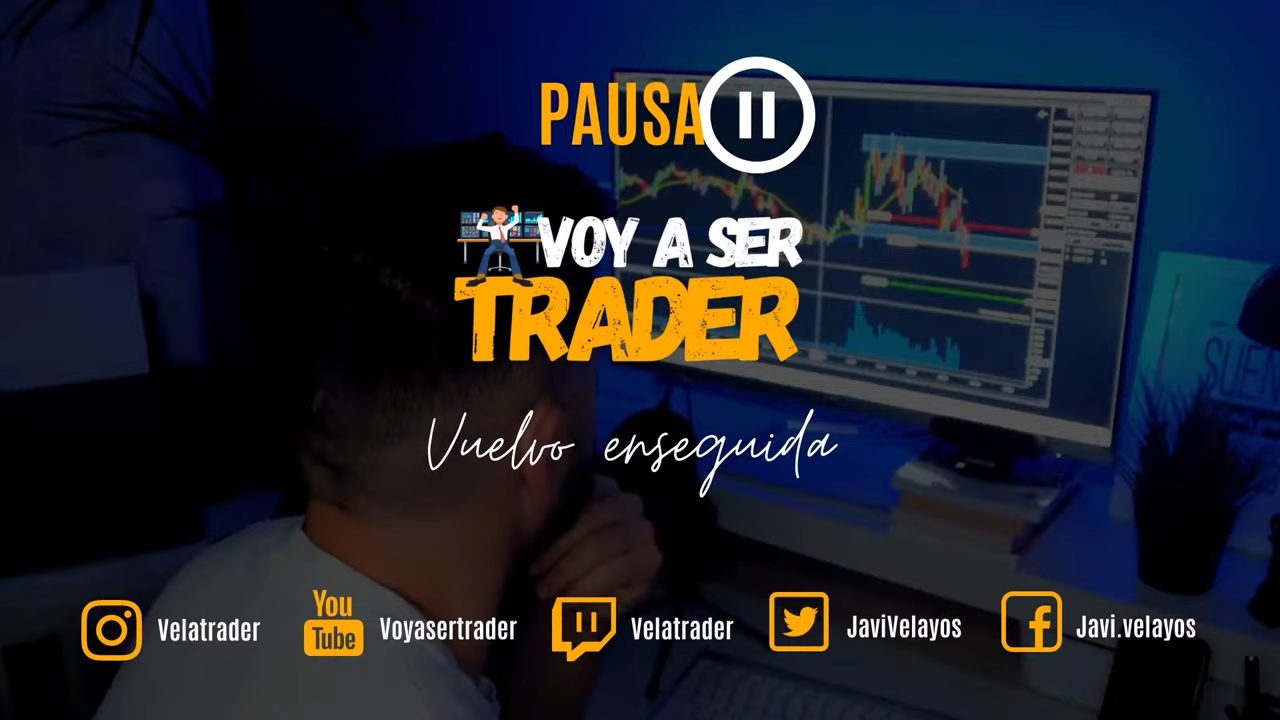 PAUSA
VOY A SER
TRADER
Vuelvo enseguida
Velatrader
You
Tube
Voyasertrader
Velatrader
JaviVelayos
Javi.velayos